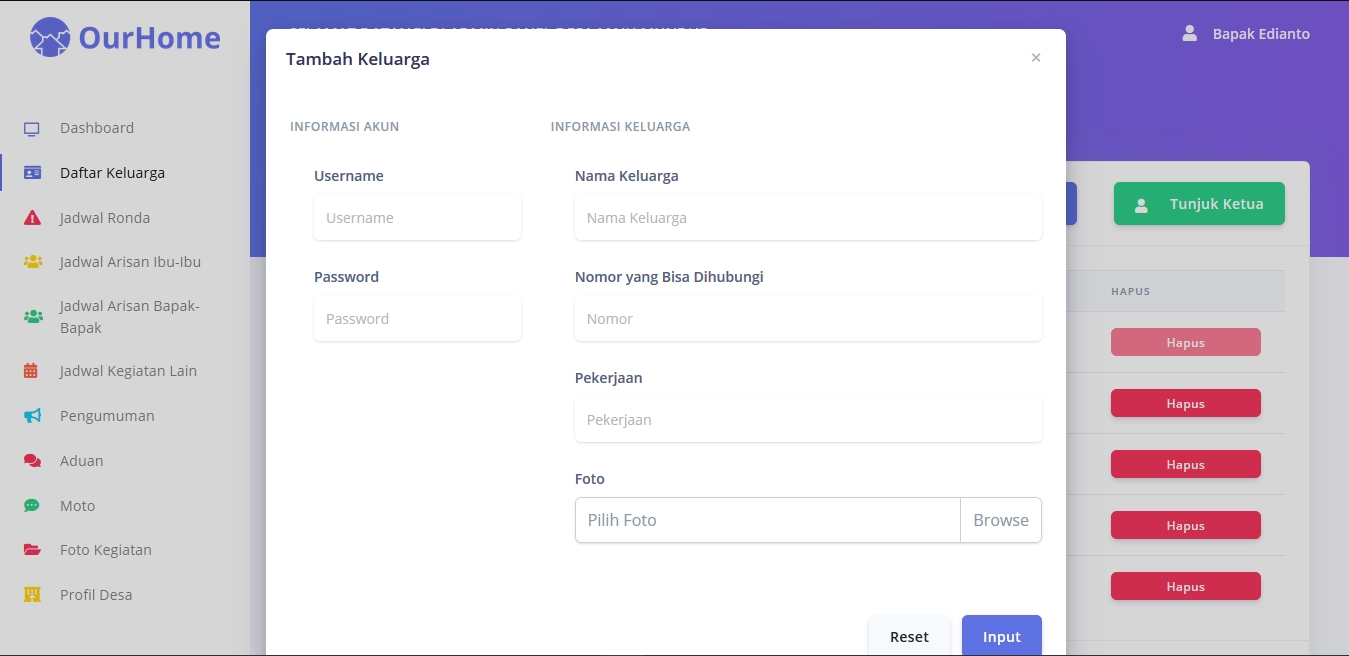 OurHome
Bapak Edianto
Dashboard
Daftar Keluarga
Jadwal Ronda
Jadwal Arisan Ibu-Ibu
Jadwal Arisan Bapak-
Bapak
Jadwal Kegiatan Lain
Pengumuman
Aduan
Moto
Foto Kegiatan
Profil Desa
Tambah Keluarga
×
INFORMASI AKUN
Username
Username
Password
Password
INFORMASI KELUARGA
Nama Keluarga
Nama Keluarga
Nomor yang Bisa Dihubungi
Nomor
Pekerjaan
Pekerjaan
Foto
Pilih Foto
Browse
Reset
Input
Tunjuk Ketua
HAPUS
Hapus
Hapus
Hapus
Hapus
Hapus